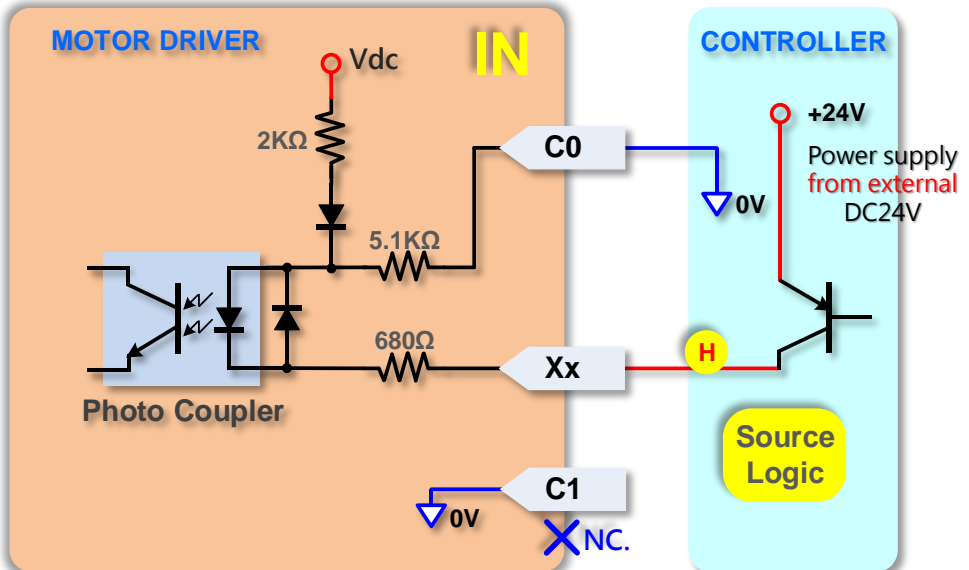 MOTOR DRIVER
IN
CONTROLLER
Vdc
2KΩ
C0
+24V
Power supply
from external
DC24V
0V
5.1KΩ
680Ω
Xx
H
Photo Coupler
Source
Logic
C1
0V
NC.